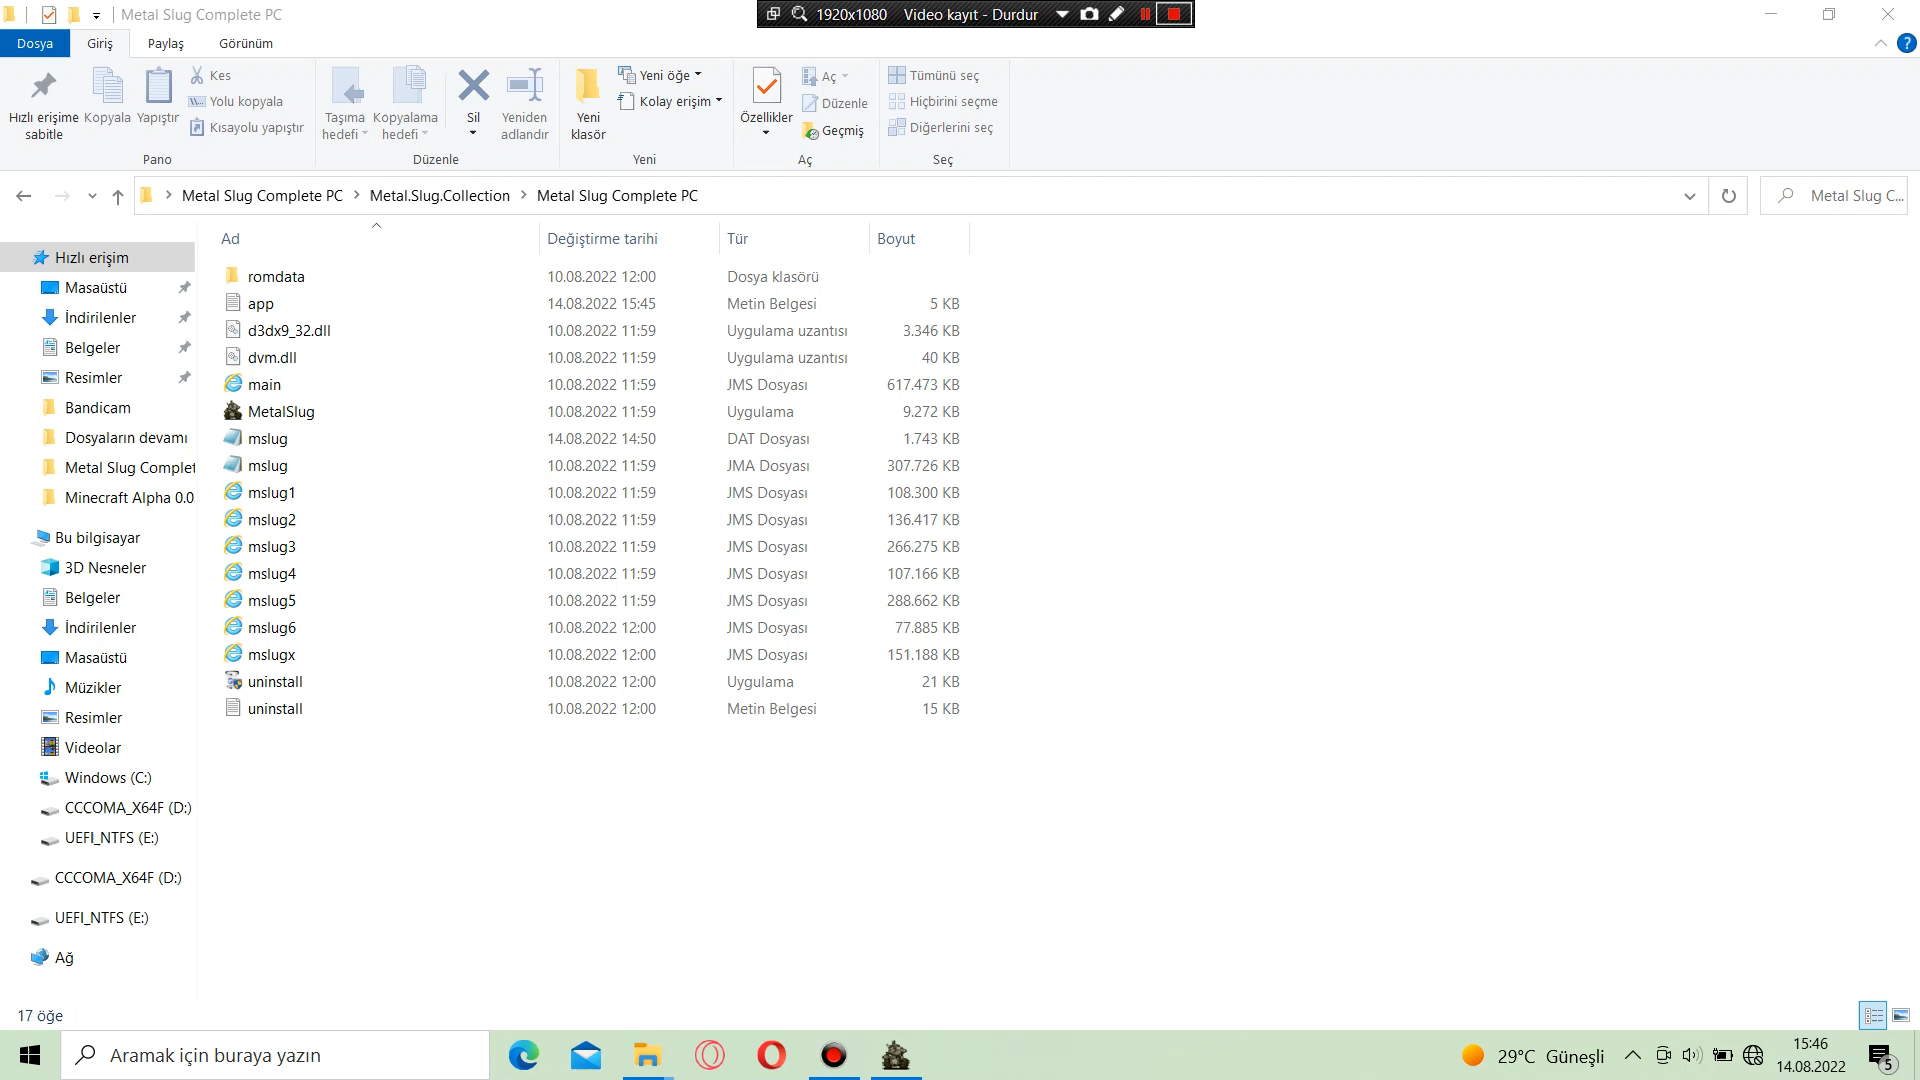 Metal Slug Complete PC
1920x1080 Video kayıt - Durdur
Dosya Giriş Paylaş Görünüm
Hızlı erişime sabitle
Kopyala
Yapıştır
Kes
Yolu kopyala
Kısayolu yapıştır
Taşıma hedefi
Kopyalama hedefi
Sil
Yeniden adlandır
Yeni klasör
Yeni öğe
Kolay erişim
Özellikler
Aç
Düzenle
Geçmiş
Tümünü seç
Hiçbirini seçme
Diğerlerini seç
Pano Düzenle Yeni Aç Seç
Metal Slug Complete PC > Metal.Slug.Collection > Metal Slug Complete PC
Metal Slug C...
Ad Değiştirme tarihi Tür Boyut
romdata 10.08.2022 12:00 Dosya klasörü
app 14.08.2022 15:45 Metin Belgesi 5 KB
d3dx9_32.dll 10.08.2022 11:59 Uygulama uzantısı 3.346 KB
dvm.dll 10.08.2022 11:59 Uygulama uzantısı 40 KB
main 10.08.2022 11:59 JMS Dosyası 617.473 KB
MetalSlug 10.08.2022 11:59 Uygulama 9.272 KB
mslug 14.08.2022 14:50 DAT Dosyası 1.743 KB
mslug 10.08.2022 11:59 JMA Dosyası 307.726 KB
mslug1 10.08.2022 11:59 JMS Dosyası 108.300 KB
mslug2 10.08.2022 11:59 JMS Dosyası 136.417 KB
mslug3 10.08.2022 11:59 JMS Dosyası 266.275 KB
mslug4 10.08.2022 11:59 JMS Dosyası 107.166 KB
mslug5 10.08.2022 11:59 JMS Dosyası 288.662 KB
mslug6 10.08.2022 12:00 JMS Dosyası 77.885 KB
mslugx 10.08.2022 12:00 JMS Dosyası 151.188 KB
uninstall 10.08.2022 12:00 Uygulama 21 KB
uninstall 10.08.2022 12:00 Metin Belgesi 15 KB
Hızlı erişim
Masaüstü
İndirilenler
Belgeler
Resimler
Bandicam
Dosyaların devamı
Metal Slug Complet
Minecraft Alpha 0.0
Bu bilgisayar
3D Nesneler
Belgeler
İndirilenler
Masaüstü
Müzikler
Resimler
Videolar
Windows (C:)
CCCOMA_X64F (D:)
UEFI_NTFS (E:)
CCCOMA_X64F (D:)
UEFI_NTFS (E:)
Ağ
17 öğe
Aramak için buraya yazın
29°C Güneşli
15:46
14.08.2022
5